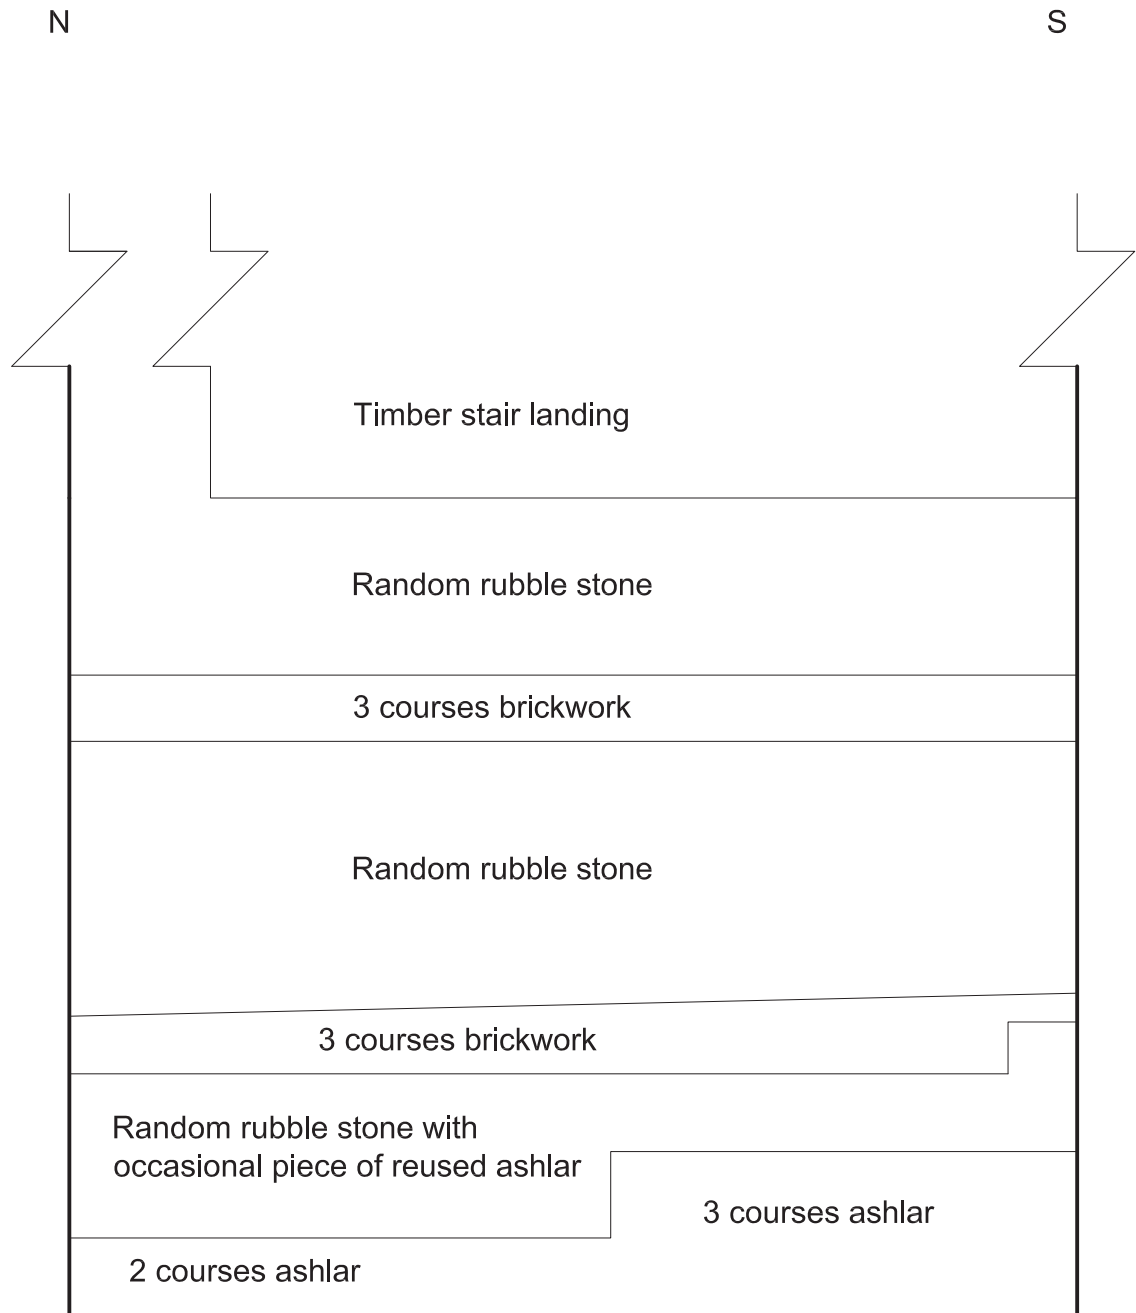 N
S
Timber stair landing
Random rubble stone
3 courses brickwork
Random rubble stone
3 courses brickwork
Random rubble stone with
occasional piece of reused ashlar
3 courses ashlar
2 courses ashlar